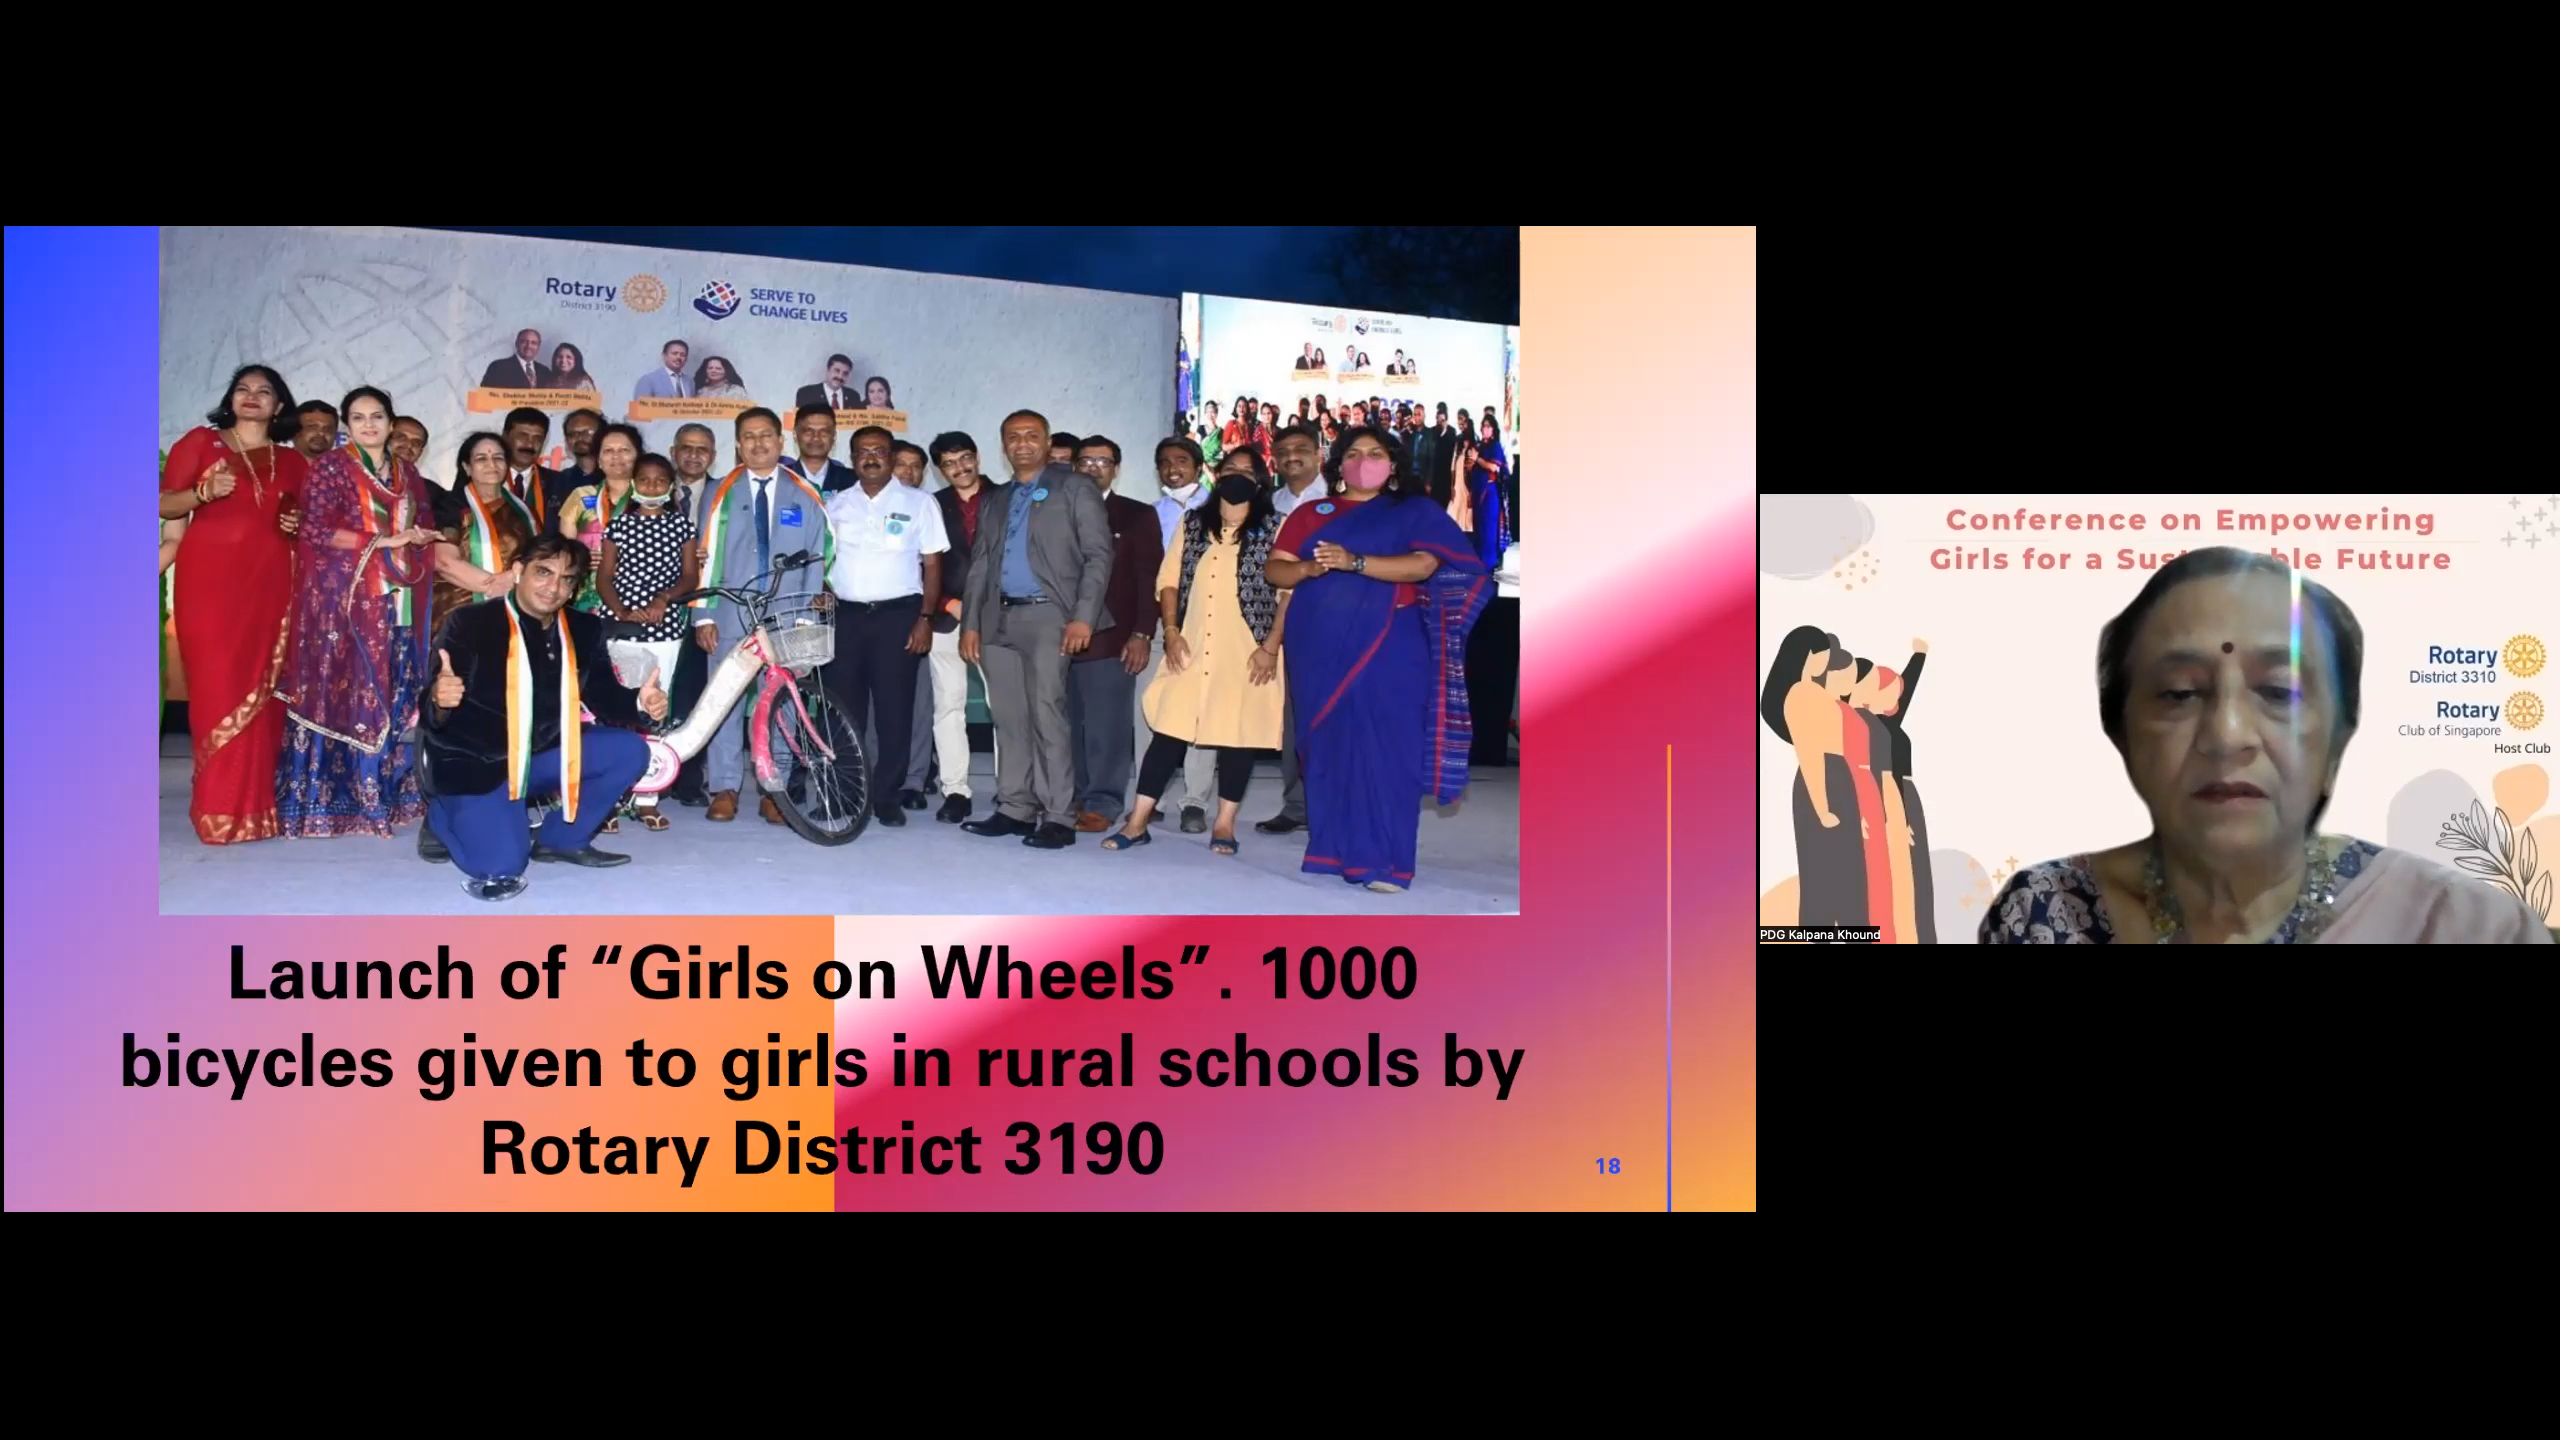 Rotary
District 3190
SERVE TO
CHANGE LIVES
Launch of “Girls on Wheels”. 1000
bicycles given to girls in rural schools by
Rotary District 3190
18
Conference on Empowering
Girls for a Sus ble Future
Rotary
District 3310
Rotary
Club of Singapore
Host Club
PDG Kalpana Khound